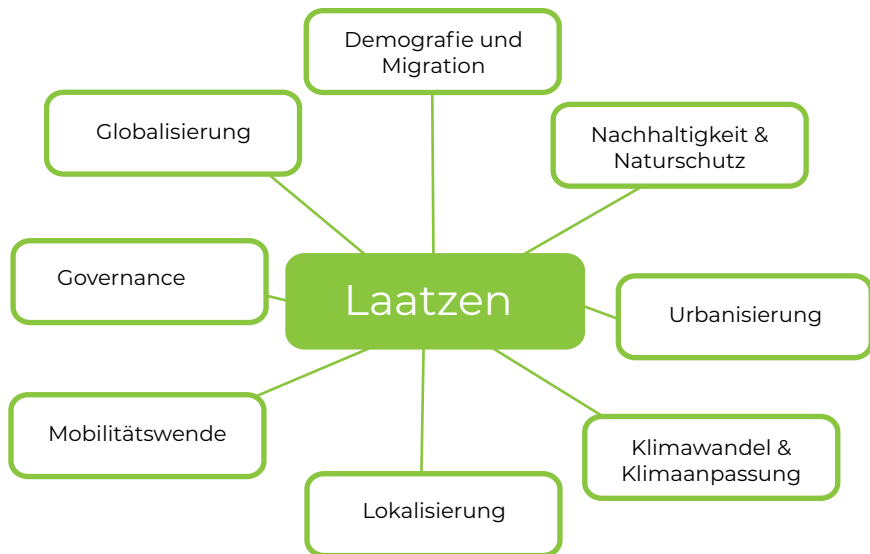 Demografie und
Migration
Globalisierung
Nachhaltigkeit &
Naturschutz
Governance
Laatzen
Urbanisierung
Mobilitätswende
Klimawandel &
Klimaanpassung
Lokalisierung